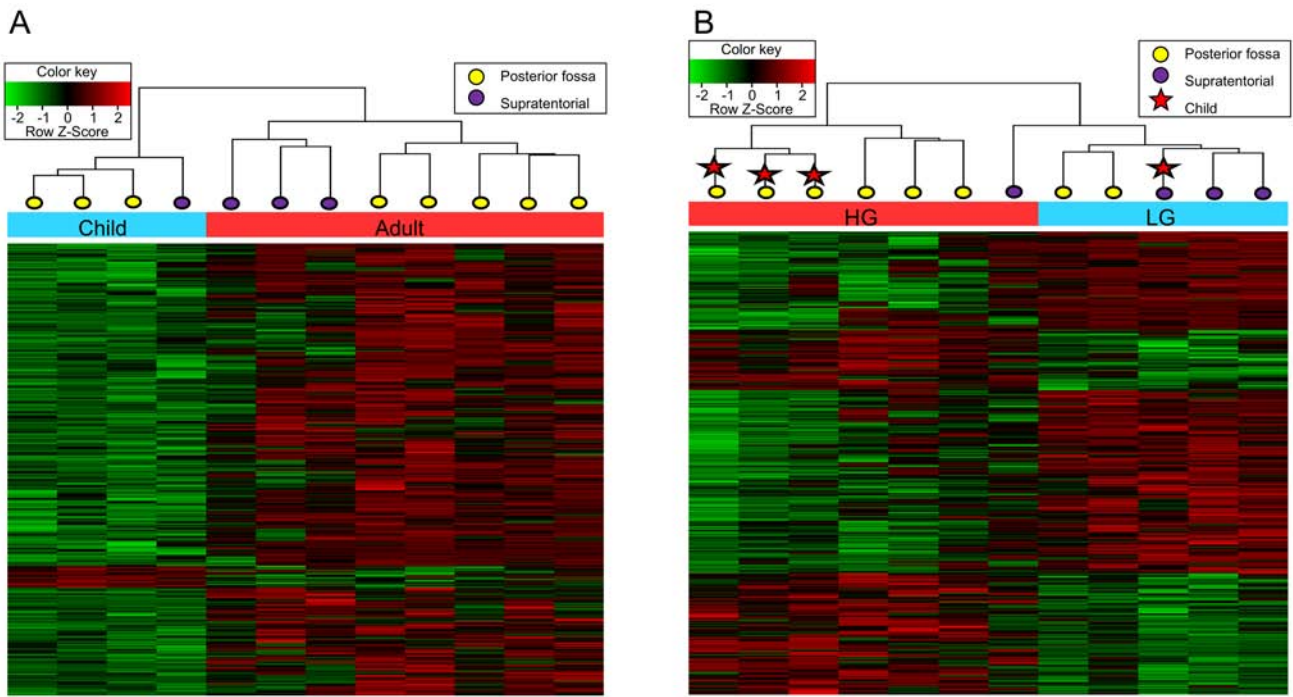 A
Color key
-2 -1 0 1 2
Row Z-Score
Posterior fossa
Supratentorial
Child
Adult
B
Color key
-2 -1 0 1 2
Row Z-Score
Posterior fossa
Supratentorial
Child
HG
LG